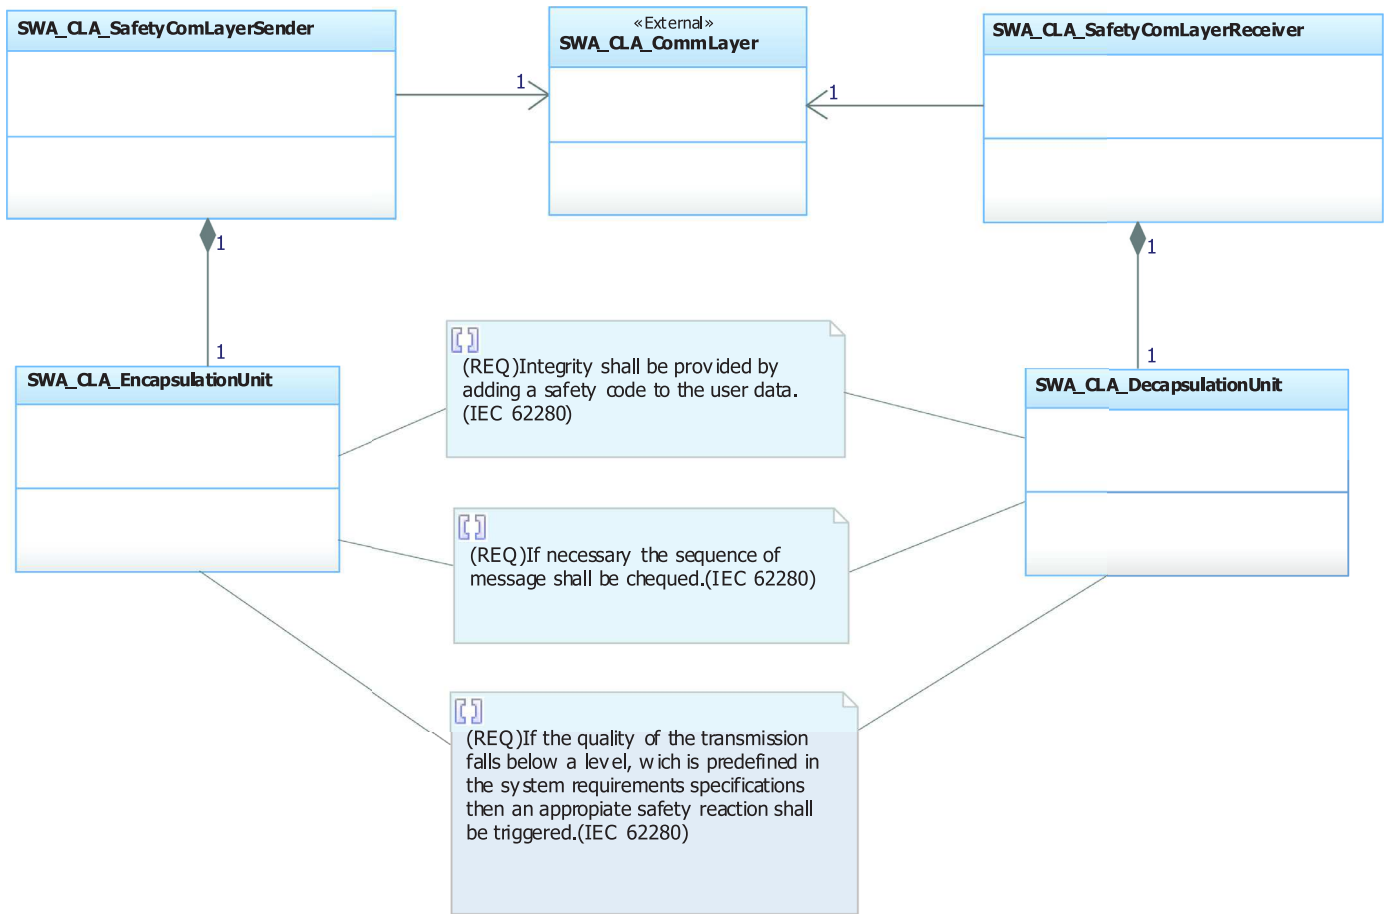 SWA_CLA_SafetyComLayerSender
«External»
SWA_CLA_CommLayer
SWA_CLA_SafetyComLayerReceiver
1
1
1
1
1
1
SWA_CLA_EncapsulationUnit
(REQ)Integrity shall be provided by
adding a safety code to the user data.
(IEC 62280)
SWA_CLA_DecapsulationUnit
(REQ)If necessary the sequence of
message shall be chequed.(IEC 62280)
(REQ)If the quality of the transmission
falls below a level, wich is predefined in
the system requirements specifications
then an appropiate safety reaction shall
be triggered.(IEC 62280)